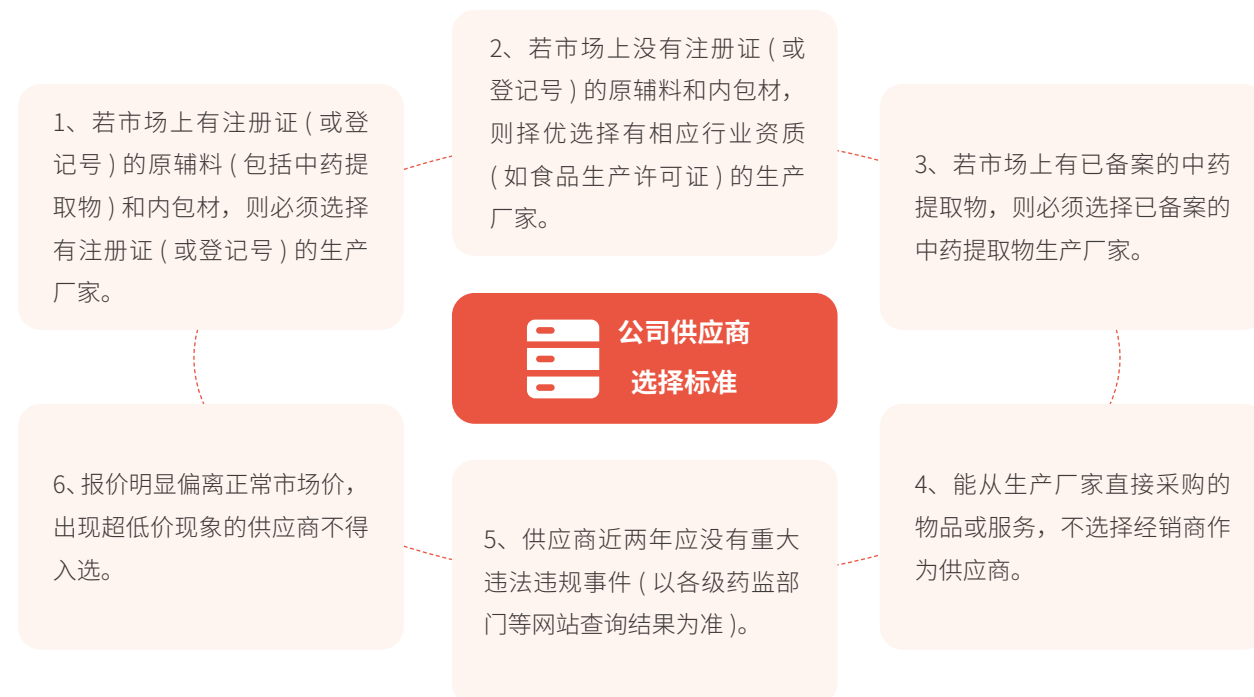 1、若市场上有注册证 ( 或登
记号 ) 的原辅料 ( 包括中药提
取物 ) 和内包材，则必须选择
有注册证 ( 或登记号 ) 的生产
厂家。
2、若市场上没有注册证 ( 或
登记号 ) 的原辅料和内包材，
则择优选择有相应行业资质
( 如食品生产许可证 ) 的生产
厂家。
3、若市场上有已备案的中药
提取物，则必须选择已备案的
中药提取物生产厂家。
公司供应商
选择标准
4、能从生产厂家直接采购的
物品或服务，不选择经销商作
为供应商。
5、供应商近两年应没有重大
违法违规事件 ( 以各级药监部
门等网站查询结果为准 )。
6、报价明显偏离正常市场价，
出现超低价现象的供应商不得
入选。